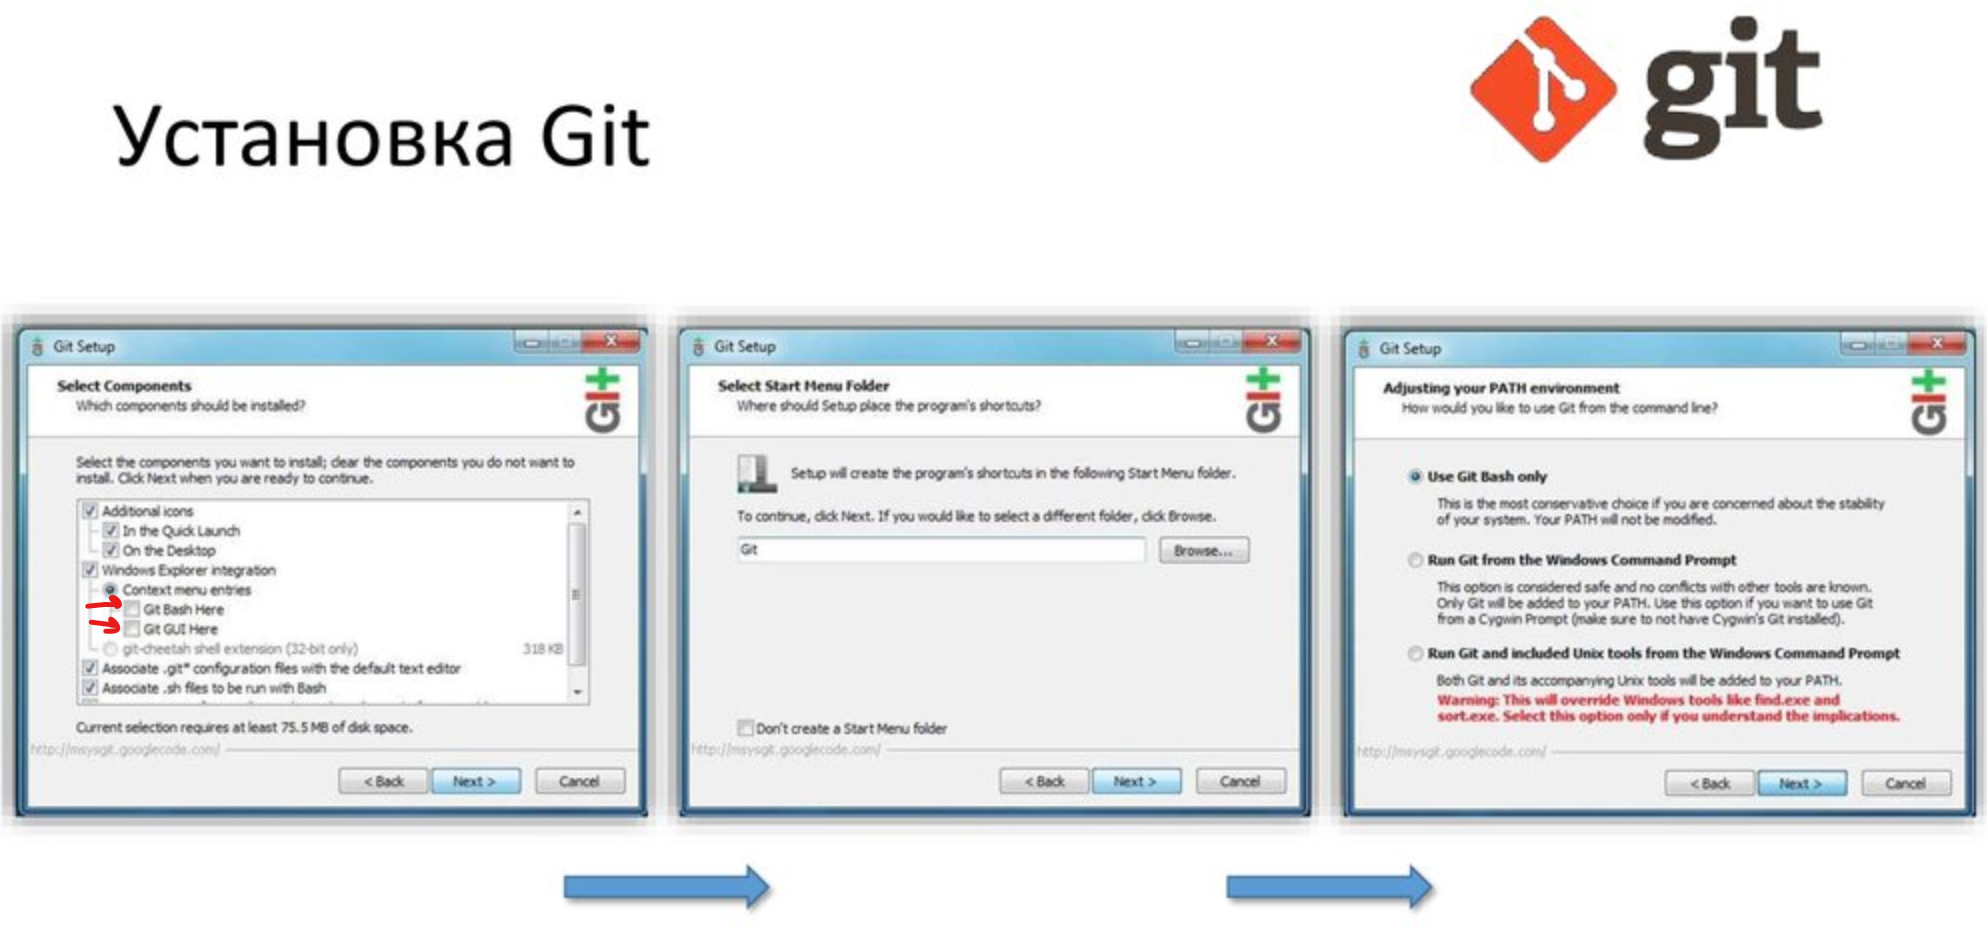 git
Установка Git
Git Setup
Select Components
Which components should be installed?
GIt
Select the components you want to install; clear the components you do not want to
install. Click Next when you are ready to continue.
Additional icons
In the Quick Launch
On the Desktop
Windows Explorer integration
Context menu entries
Git Bash Here
Git GUI Here
git-cheetah shell extension (32-bit only) 318 KB
Associate .git* configuration files with the default text editor
Associate .sh files to be run with Bash
Current selection requires at least 75.5 MB of disk space.
http://msysgit.googlecode.com/
< Back Next > Cancel
Git Setup
Select Start Menu Folder
Where should Setup place the program's shortcuts?
GIt
Setup will create the program's shortcuts in the following Start Menu folder.
To continue, click Next. If you would like to select a different folder, click Browse.
Git Browse...
Don't create a Start Menu folder
http://msysgit.googlecode.com/
< Back Next > Cancel
Git Setup
Adjusting your PATH environment
How would you like to use Git from the command line?
GIt
Use Git Bash only
This is the most conservative choice if you are concerned about the stability
of your system. Your PATH will not be modified.
Run Git from the Windows Command Prompt
This option is considered safe and no conflicts with other tools are known.
Only Git will be added to your PATH. Use this option if you want to use Git
from a Cygwin Prompt (make sure to not have Cygwin's Git installed).
Run Git and included Unix tools from the Windows Command Prompt
Both Git and its accompanying Unix tools will be added to your PATH.
Warning: This will override Windows tools like find.exe and
sort.exe. Select this option only if you understand the implications.
http://msysgit.googlecode.com/
< Back Next > Cancel